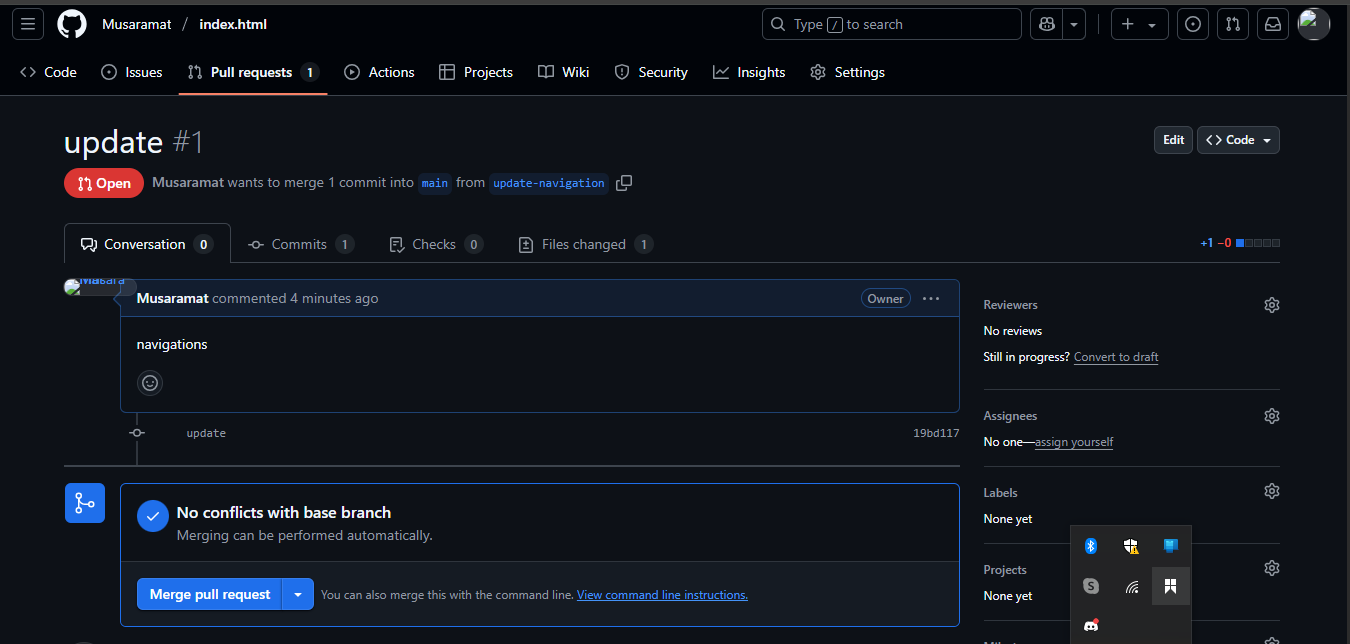 Musaramat / index.html
Type / to search
Code
Issues
Pull requests 1
Actions
Projects
Wiki
Security
Insights
Settings
update #1
Edit
Code
Open
Musaramat wants to merge 1 commit into main from update-navigation
Conversation 0
Commits 1
Checks 0
Files changed 1
+1 −0
Musaramat commented 4 minutes ago
Owner
navigations
update
19bd117
No conflicts with base branch
Merging can be performed automatically.
Merge pull request
You can also merge this with the command line. View command line instructions.
Reviewers
No reviews
Still in progress? Convert to draft
Assignees
No one—assign yourself
Labels
None yet
Projects
None yet